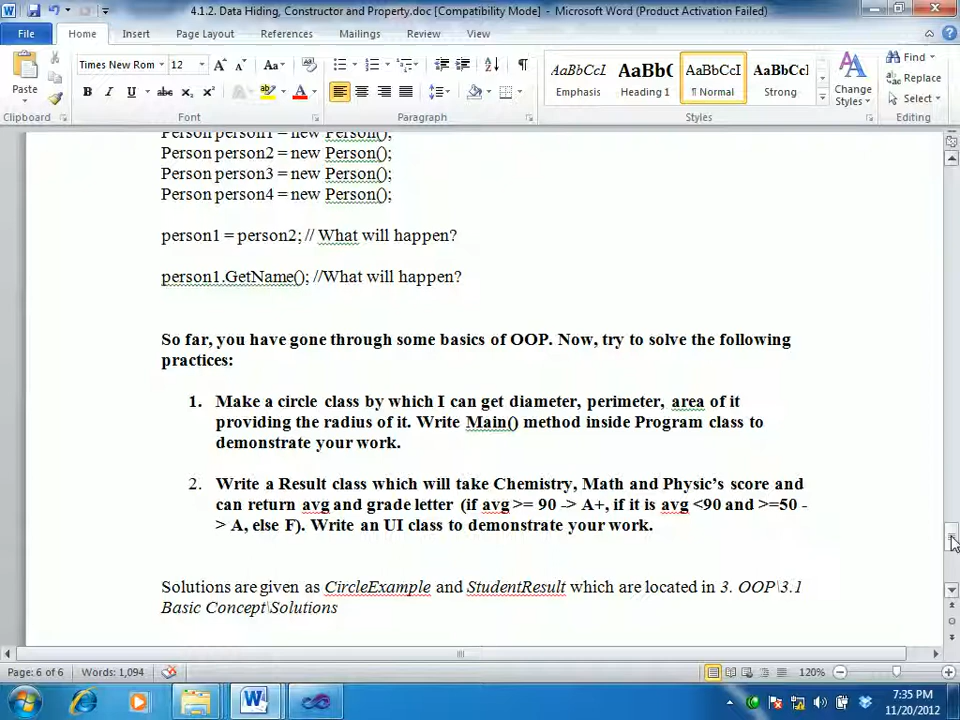 4.1.2. Data Hiding, Constructor and Property.doc [Compatibility Mode] - Microsoft Word (Product Activation Failed)
File Home Insert Page Layout References Mailings Review View
Times New Rom 12 Aa AaBbCcI AaBbC AaBbCcI AaBbCc Find
Paste Replace
B I U abc x₂ x² A Emphasis Heading 1 ¶ Normal Strong Change Styles Select
Clipboard Font Paragraph Styles Editing
Person person1 = new Person();
Person person2 = new Person();
Person person3 = new Person();
Person person4 = new Person();
person1 = person2; // What will happen?
person1.GetName(); //What will happen?
So far, you have gone through some basics of OOP. Now, try to solve the following
practices:
1. Make a circle class by which I can get diameter, perimeter, area of it
providing the radius of it. Write Main() method inside Program class to
demonstrate your work.
2. Write a Result class which will take Chemistry, Math and Physic's score and
can return avg and grade letter (if avg >= 90 -> A+, if it is avg <90 and >=50 -
> A, else F). Write an UI class to demonstrate your work.
Solutions are given as CircleExample and StudentResult which are located in 3. OOP\3.1
Basic Concept\Solutions
Page: 6 of 6 Words: 1,094 120%
7:35 PM
11/20/2012